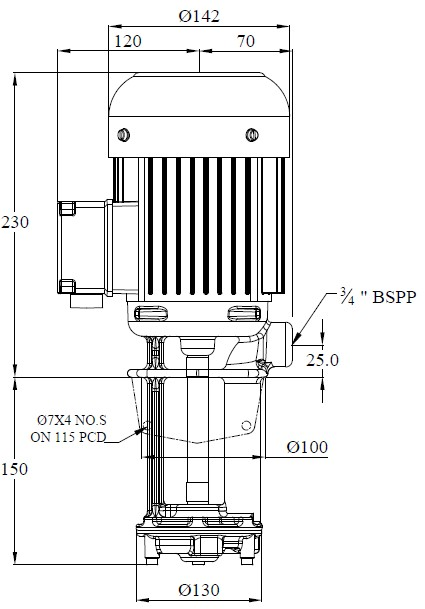 Ø142
120 70
230
¾ " BSPP
25.0
Ø7X4 NO.S
ON 115 PCD
Ø100
150
Ø130